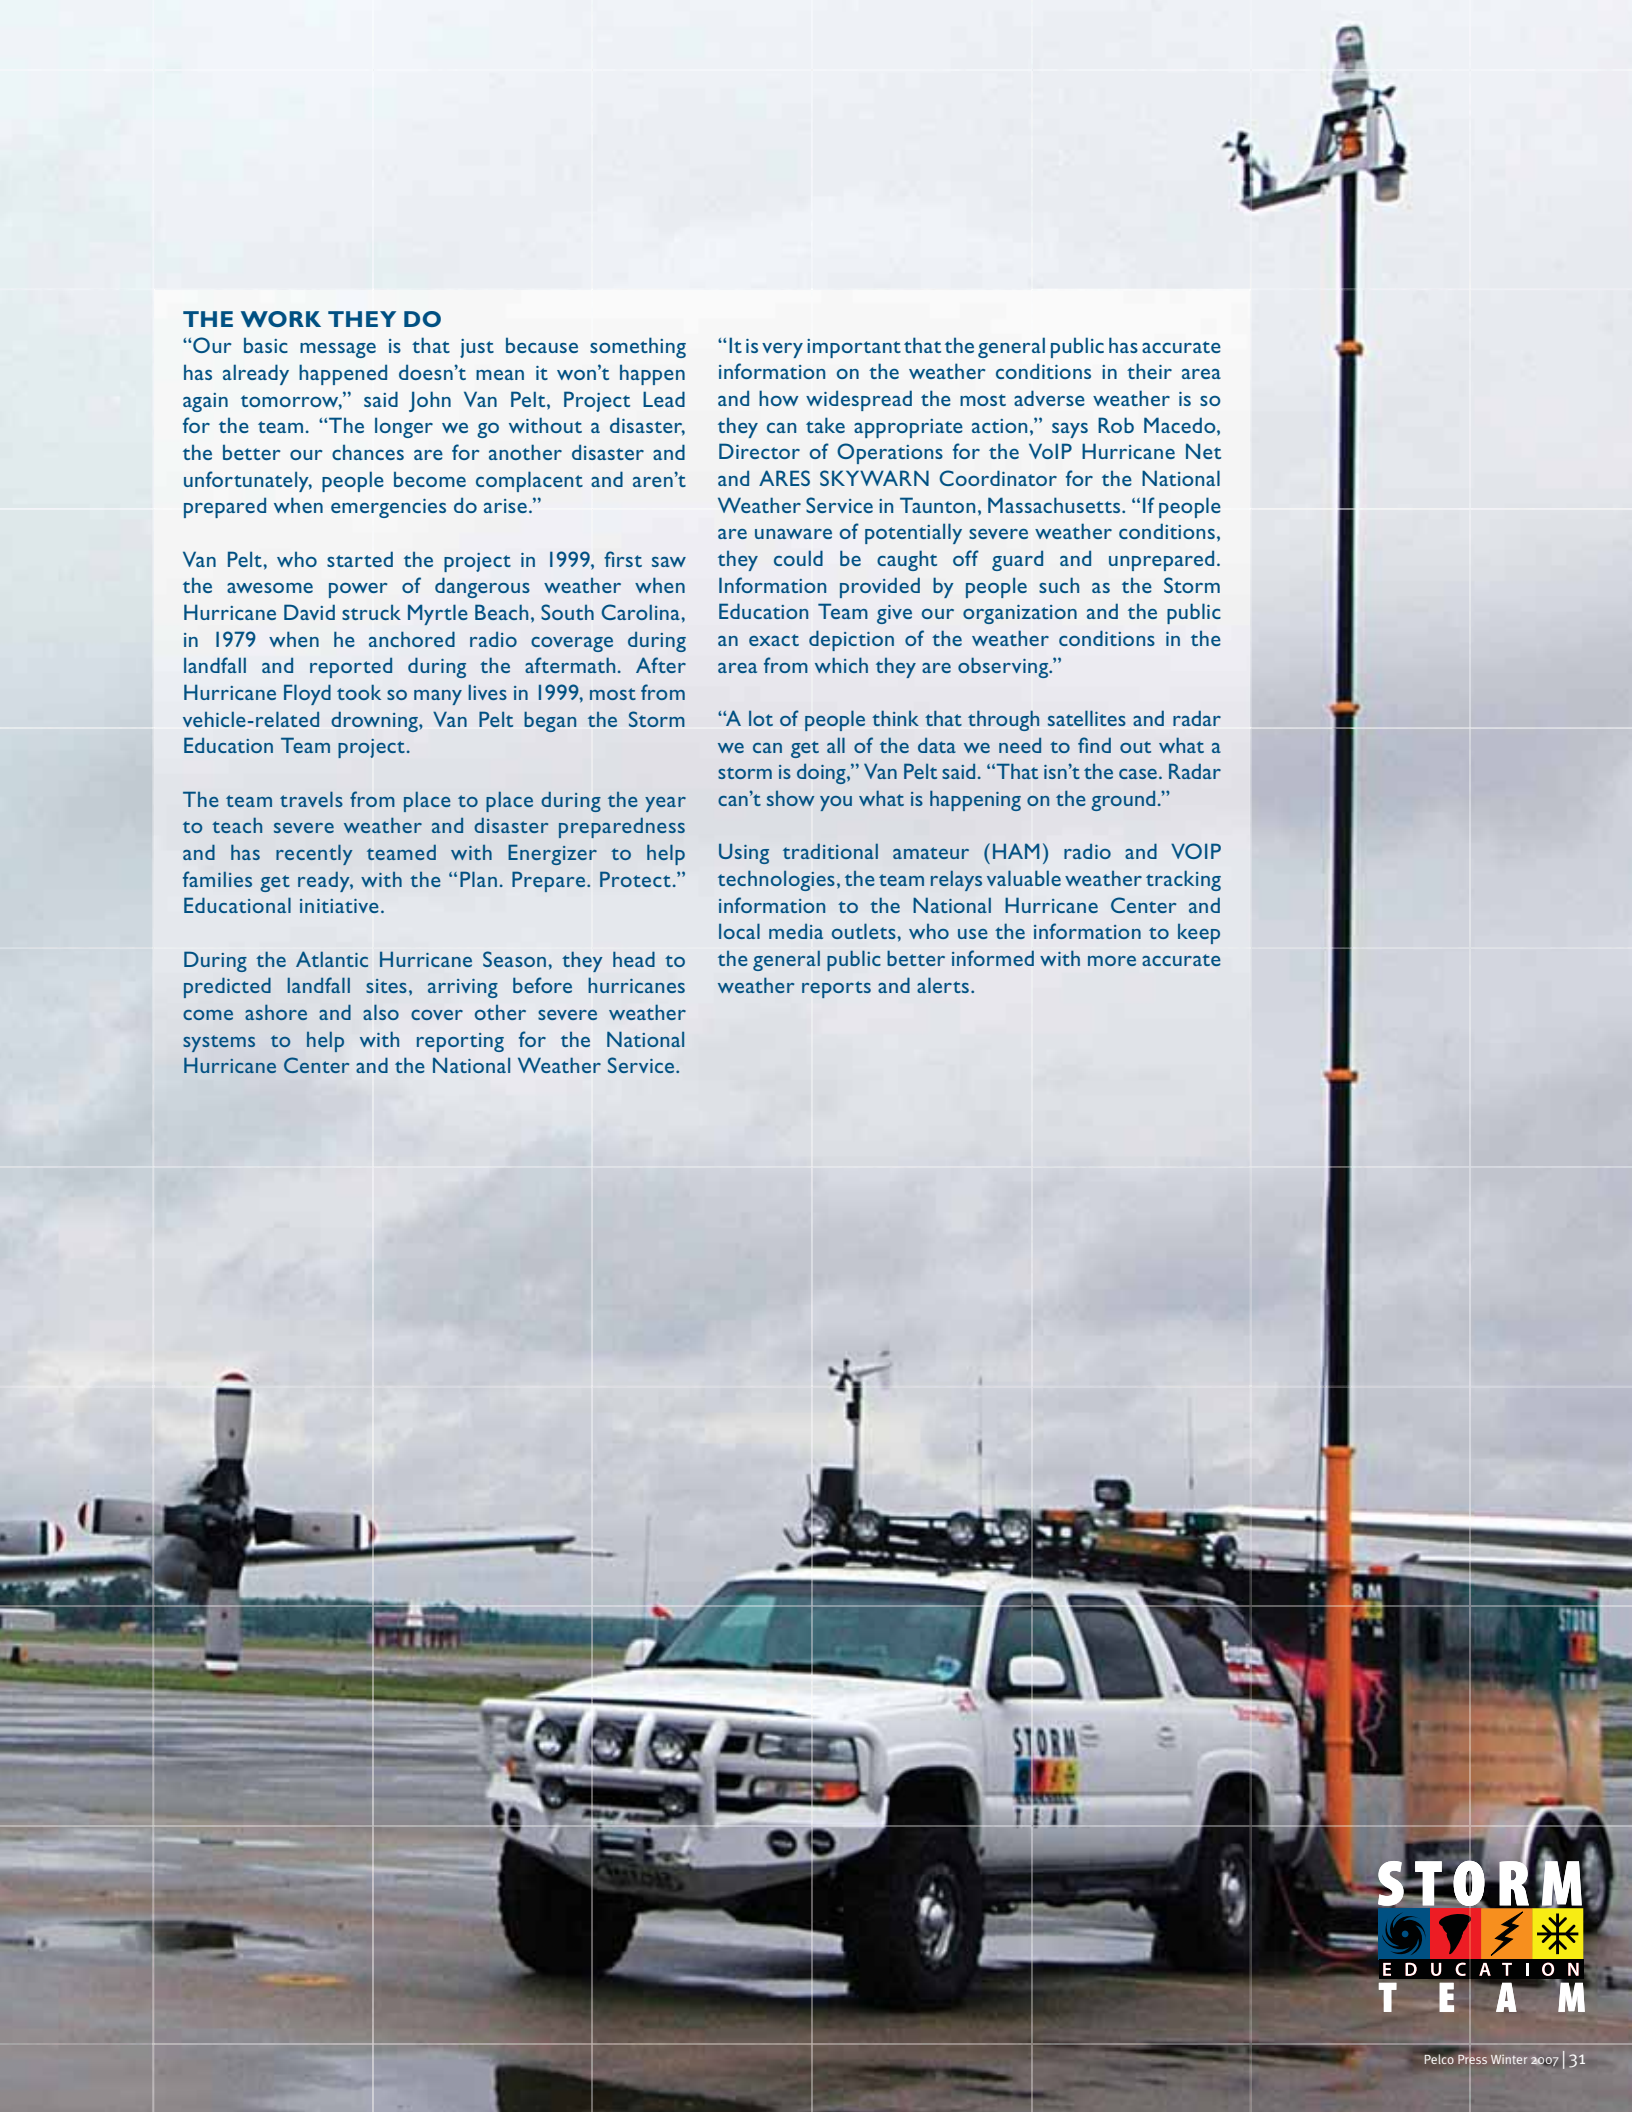 THE WORK THEY DO
“Our basic message is that just because something
has already happened doesn’t mean it won’t happen
again tomorrow,” said John Van Pelt, Project Lead
for the team. “The longer we go without a disaster,
the better our chances are for another disaster and
unfortunately, people become complacent and aren’t
prepared when emergencies do arise.”
Van Pelt, who started the project in 1999, first saw
the awesome power of dangerous weather when
Hurricane David struck Myrtle Beach, South Carolina,
in 1979 when he anchored radio coverage during
landfall and reported during the aftermath. After
Hurricane Floyd took so many lives in 1999, most from
vehicle-related drowning, Van Pelt began the Storm
Education Team project.
The team travels from place to place during the year
to teach severe weather and disaster preparedness
and has recently teamed with Energizer to help
families get ready, with the “Plan. Prepare. Protect.”
Educational initiative.
During the Atlantic Hurricane Season, they head to
predicted landfall sites, arriving before hurricanes
come ashore and also cover other severe weather
systems to help with reporting for the National
Hurricane Center and the National Weather Service.
“It is very important that the general public has accurate
information on the weather conditions in their area
and how widespread the most adverse weather is so
they can take appropriate action,” says Rob Macedo,
Director of Operations for the VoIP Hurricane Net
and ARES SKYWARN Coordinator for the National
Weather Service in Taunton, Massachusetts. “If people
are unaware of potentially severe weather conditions,
they could be caught off guard and unprepared.
Information provided by people such as the Storm
Education Team give our organization and the public
an exact depiction of the weather conditions in the
area from which they are observing.”
“A lot of people think that through satellites and radar
we can get all of the data we need to find out what a
storm is doing,” Van Pelt said. “That isn’t the case. Radar
can’t show you what is happening on the ground.”
Using traditional amateur (HAM) radio and VOIP
technologies, the team relays valuable weather tracking
information to the National Hurricane Center and
local media outlets, who use the information to keep
the general public better informed with more accurate
weather reports and alerts.
STORM
TEAM
STORM
STORM
EDUCATION
TEAM
Pelco Press Winter 2007 | 31